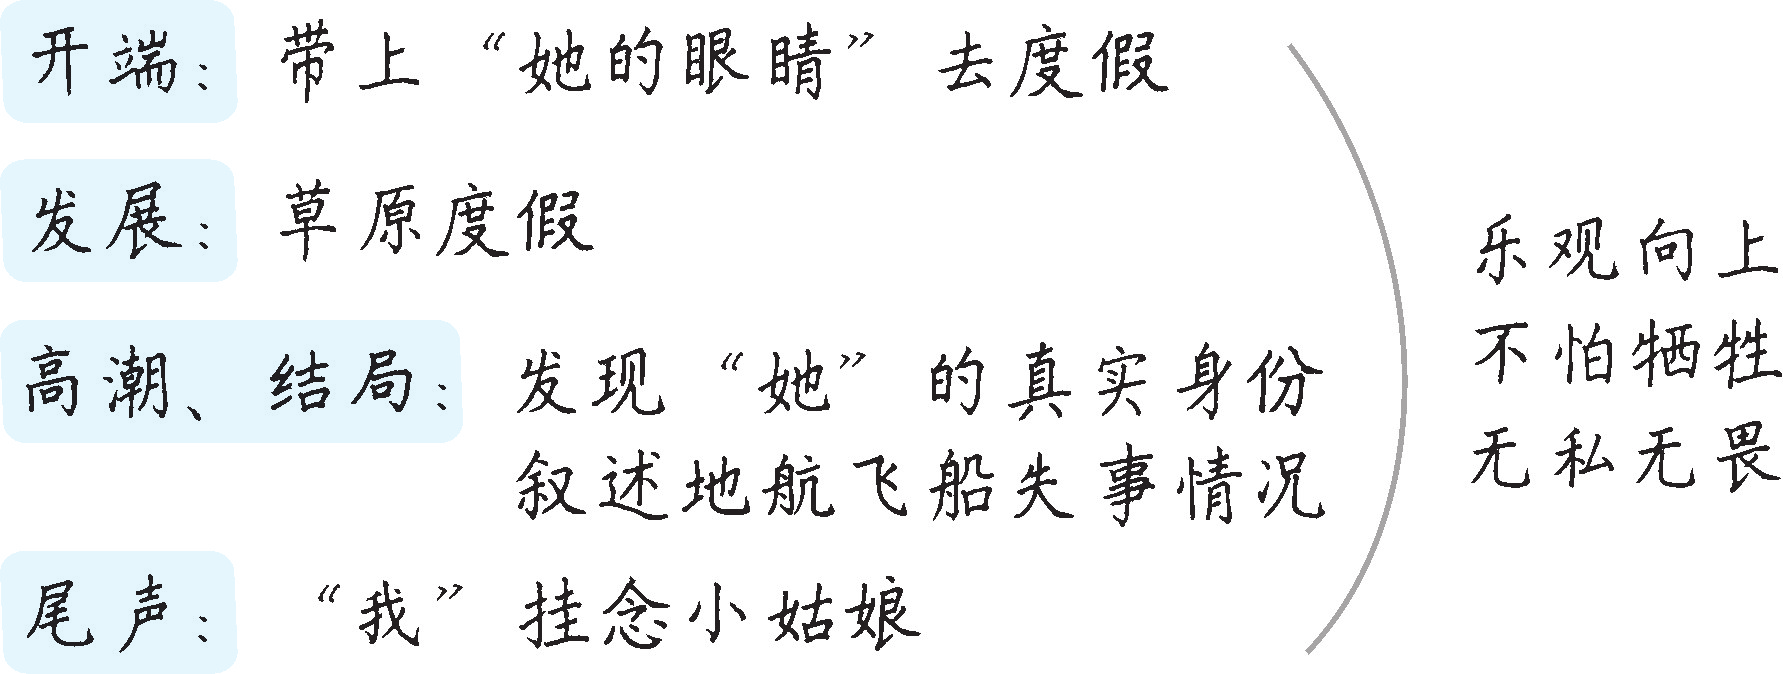 开端：带上“她的眼睛”去度假
发展：草原度假
高潮、结局：发现“她”的真实身份
叙述地航飞船失事情况
尾声：“我”挂念小姑娘
乐观向上
不怕牺牲
无私无畏